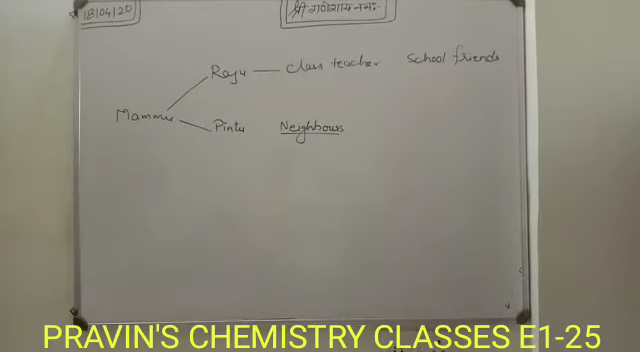 18/04/20
श्री गणेशाय नमः
Raju — Class teacher School friends
Mammu
Pintu Neighbours
PRAVIN'S CHEMISTRY CLASSES E1-25